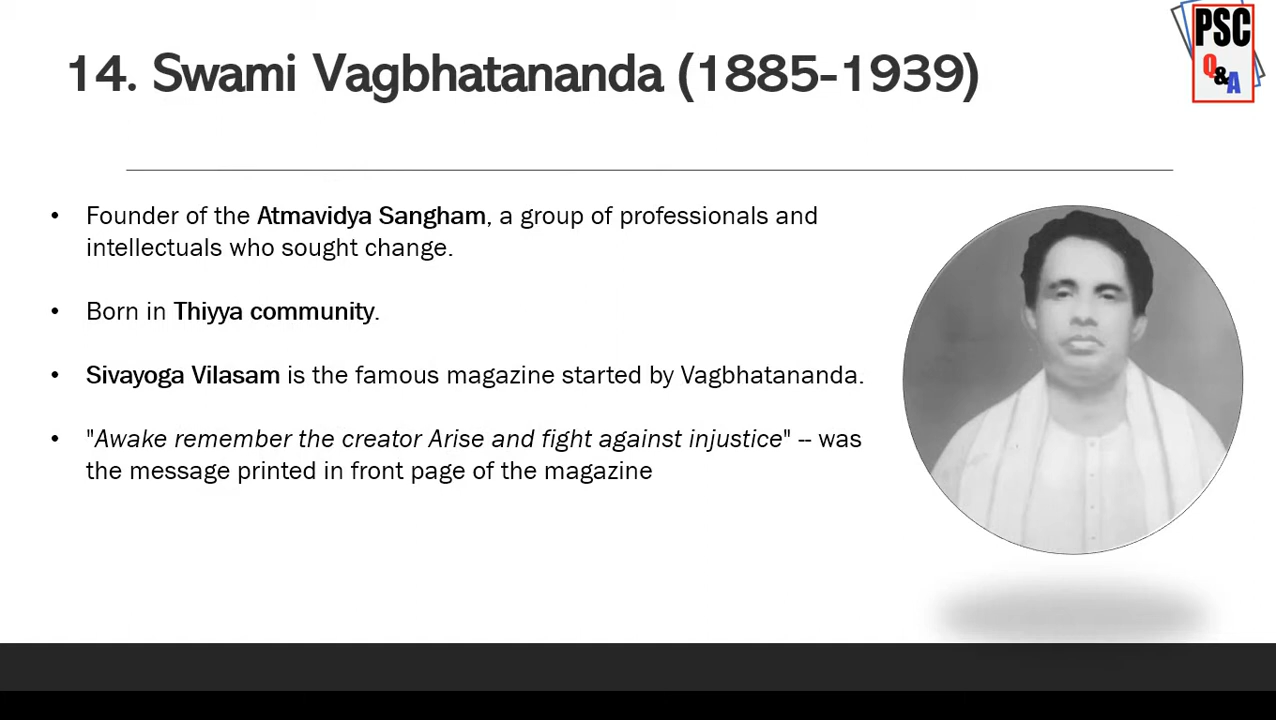 14. Swami Vagbhatananda (1885-1939)
PSC
Q&A
• Founder of the Atmavidya Sangham, a group of professionals and
intellectuals who sought change.
• Born in Thiyya community.
• Sivayoga Vilasam is the famous magazine started by Vagbhatananda.
• "Awake remember the creator Arise and fight against injustice" -- was
the message printed in front page of the magazine